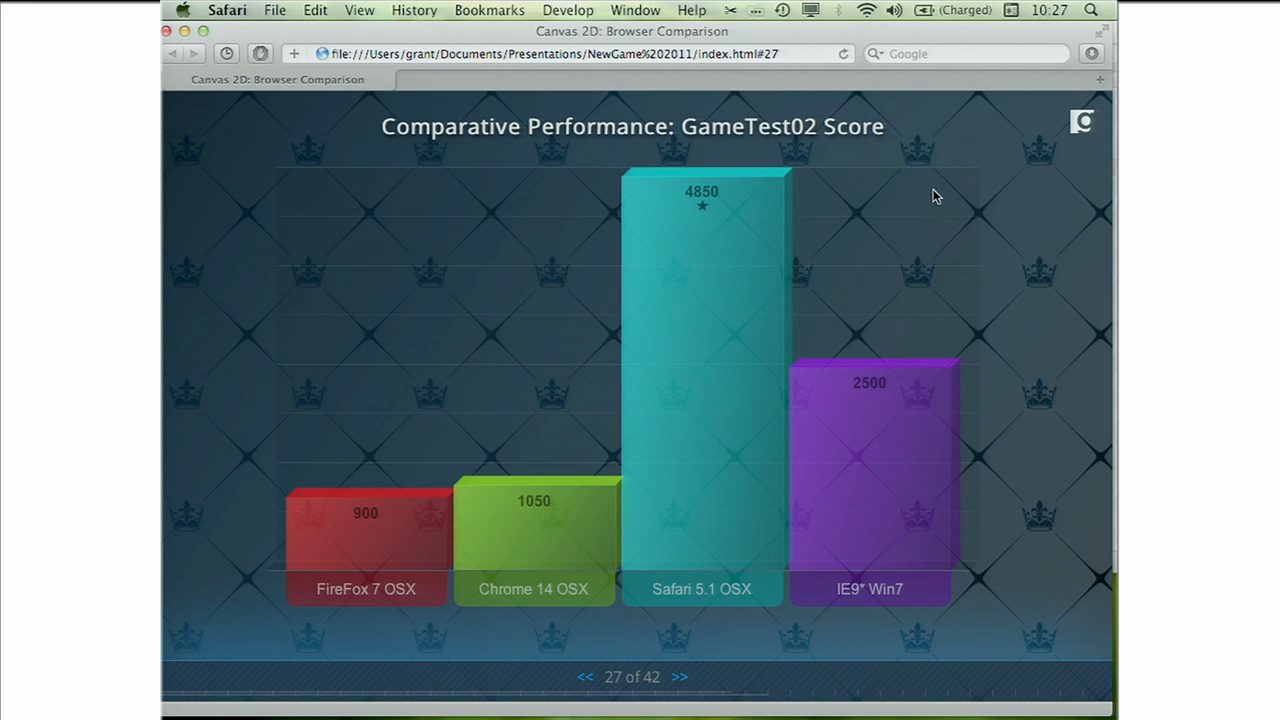 Safari File Edit View History Bookmarks Develop Window Help (Charged) 10:27
Canvas 2D: Browser Comparison
file:///Users/grant/Documents/Presentations/NewGame%202011/index.html#27 Google
Canvas 2D: Browser Comparison
Comparative Performance: GameTest02 Score
g
4850
2500
1050
900
FireFox 7 OSX Chrome 14 OSX Safari 5.1 OSX IE9* Win7
<< 27 of 42 >>